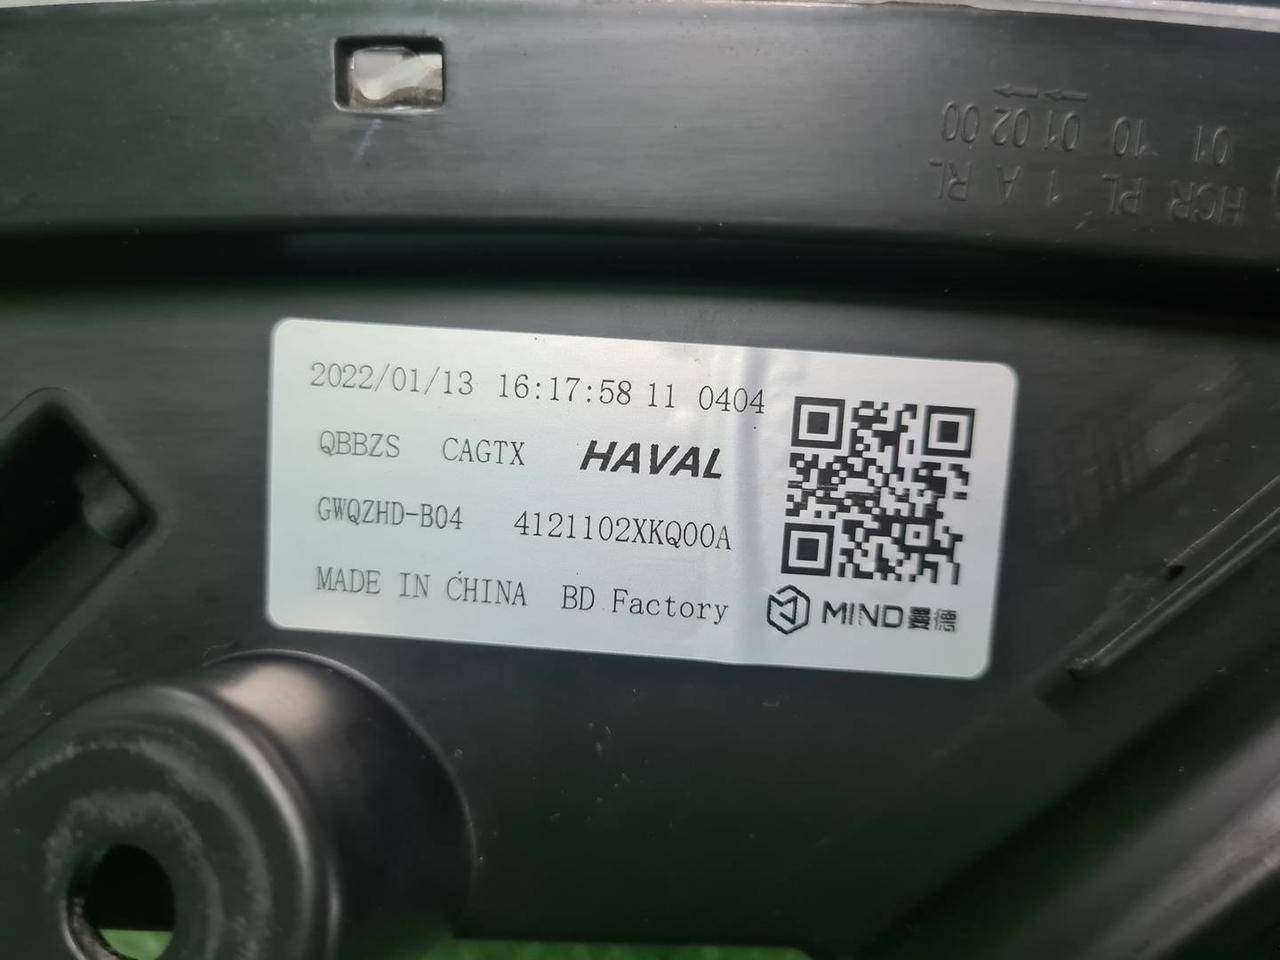 01 10 01 02 00
HCR PL 1 A RL
2022/01/13 16:17:58 11 0404
QBBZS CAGTX HAVAL
GWQZHD-B04 4121102XKQ00A
MADE IN CHINA BD Factory
MIND 德